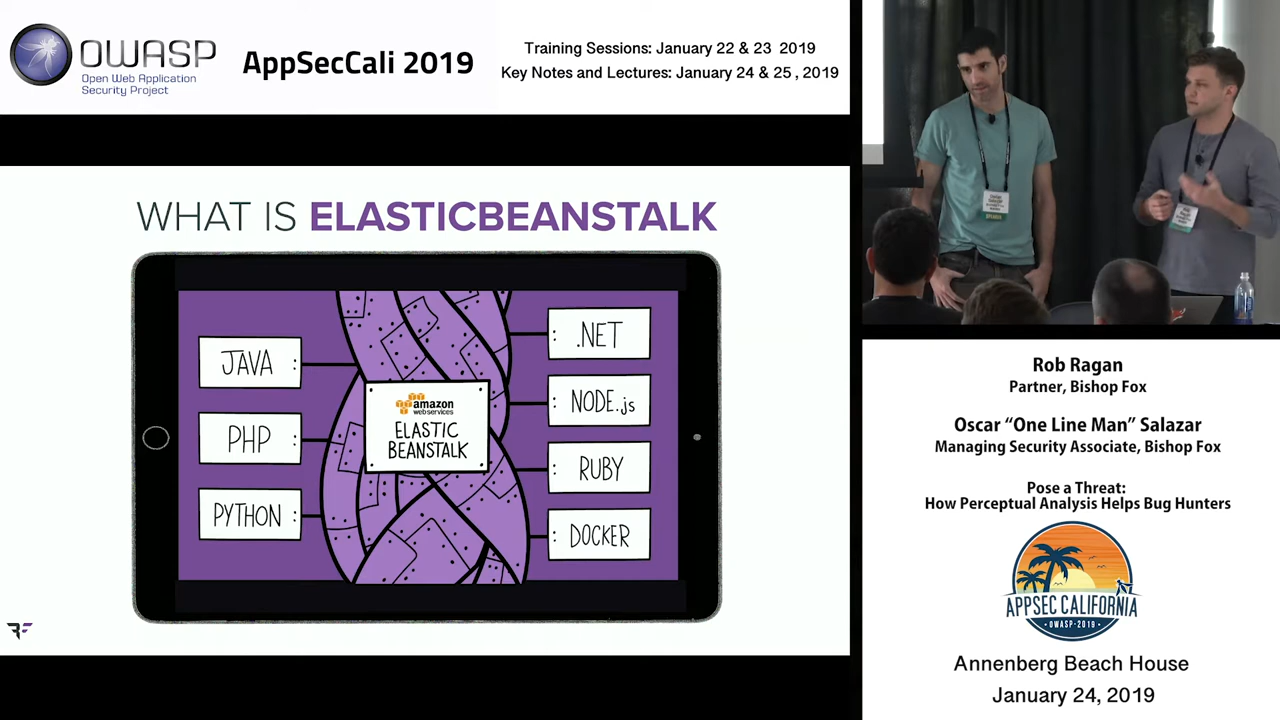 OWASP
Open Web Application
Security Project
AppSecCali 2019
Training Sessions: January 22 & 23 2019
Key Notes and Lectures: January 24 & 25 , 2019
WHAT IS ELASTICBEANSTALK
JAVA
PHP
PYTHON
amazon
web services
ELASTIC
BEANSTALK
.NET
NODE.js
RUBY
DOCKER
Rob Ragan
Partner, Bishop Fox
Oscar “One Line Man” Salazar
Managing Security Associate, Bishop Fox
Pose a Threat:
How Perceptual Analysis Helps Bug Hunters
APPSEC CALIFORNIA
• OWASP-2019 •
Annenberg Beach House
January 24, 2019